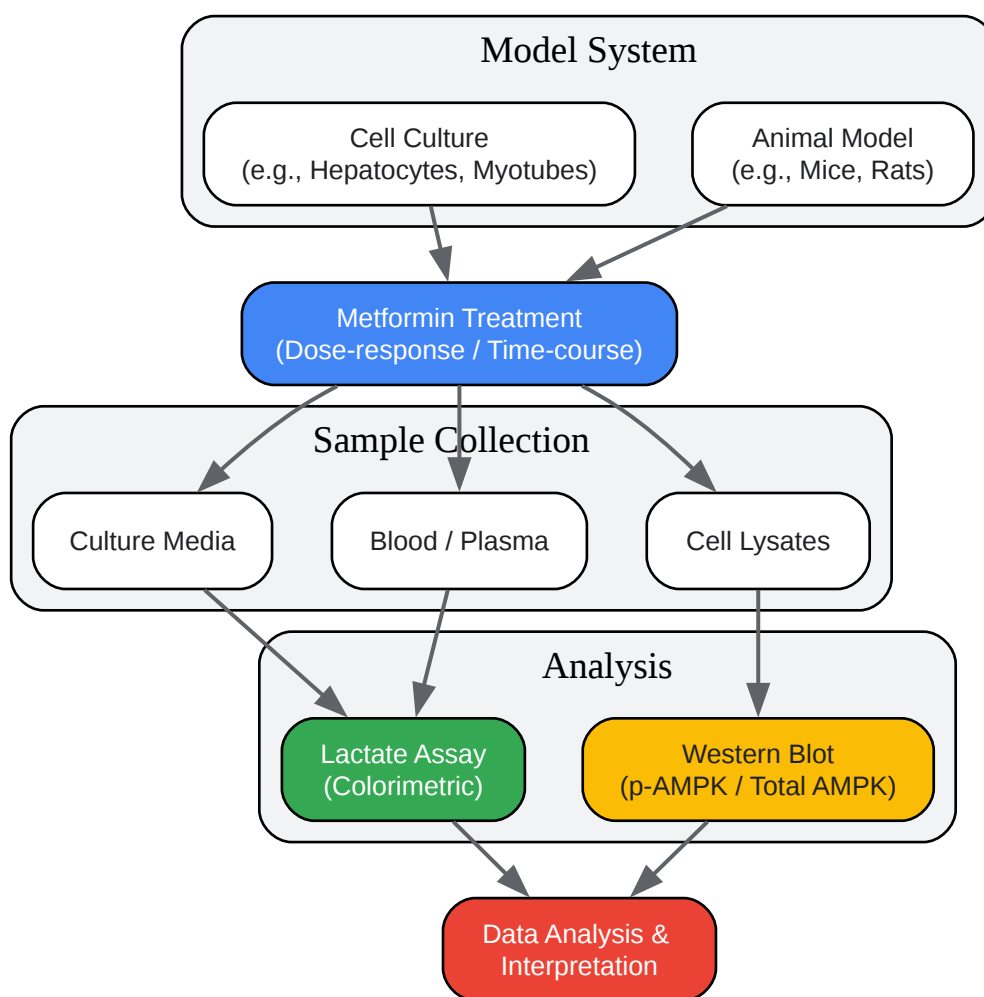 Model System
Cell Culture
(e.g., Hepatocytes, Myotubes)
Animal Model
(e.g., Mice, Rats)
Metformin Treatment
(Dose-response / Time-course)
Sample Collection
Culture Media
Blood / Plasma
Cell Lysates
Analysis
Lactate Assay
(Colorimetric)
Western Blot
(p-AMPK / Total AMPK)
Data Analysis &
Interpretation